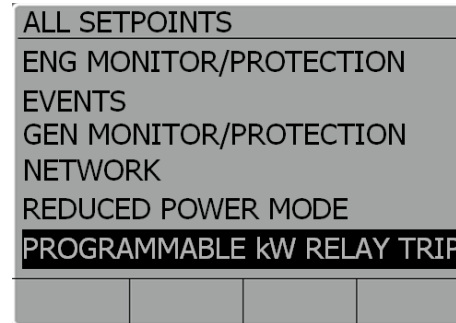 ALL SETPOINTS
ENG MONITOR/PROTECTION
EVENTS
GEN MONITOR/PROTECTION
NETWORK
REDUCED POWER MODE
PROGRAMMABLE kW RELAY TRIP